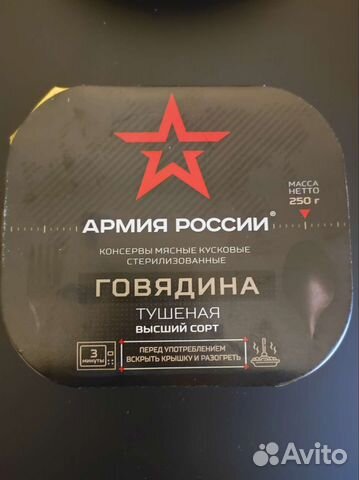 АРМИЯ РОССИИ®
МАССА
НЕТТО
250 г
КОНСЕРВЫ МЯСНЫЕ КУСКОВЫЕ
СТЕРИЛИЗОВАННЫЕ
ГОВЯДИНА
ТУШЕНАЯ
ВЫСШИЙ СОРТ
3
минуты
ПЕРЕД УПОТРЕБЛЕНИЕМ
ВСКРЫТЬ КРЫШКУ И РАЗОГРЕТЬ
Avito